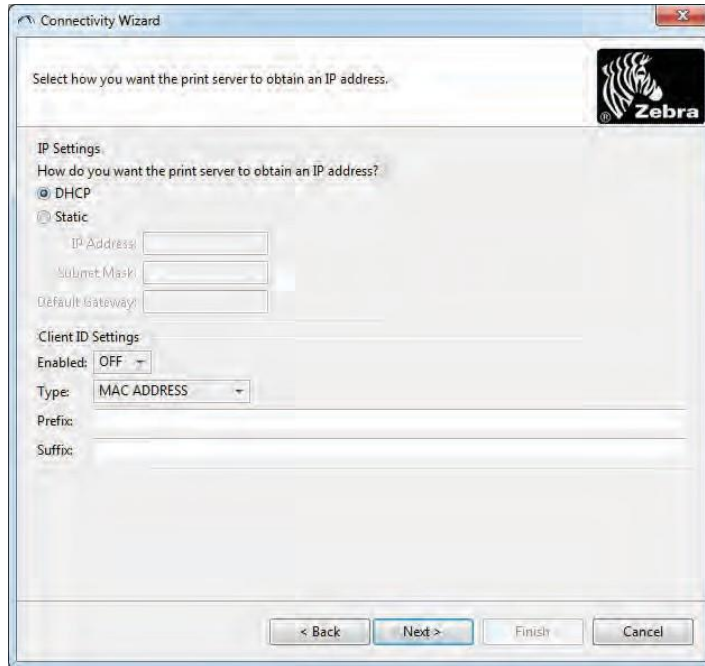 Connectivity Wizard
Select how you want the print server to obtain an IP address.
® Zebra
IP Settings
How do you want the print server to obtain an IP address?
DHCP
Static
IP Address:
Subnet Mask:
Default Gateway:
Client ID Settings
Enabled: OFF
Type: MAC ADDRESS
Prefix:
Suffix:
< Back Next > Finish Cancel